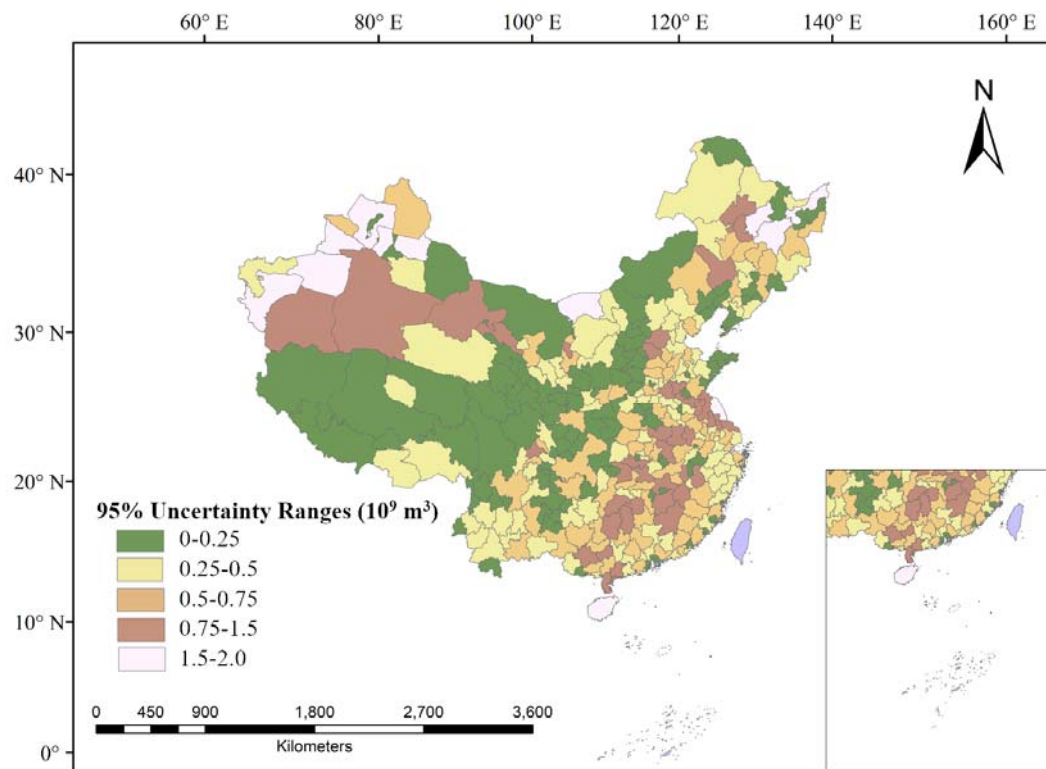 60° E 80° E 100° E 120° E 140° E 160° E
N
40° N
30° N
20° N
10° N
0°
95% Uncertainty Ranges (10⁹ m³)
0-0.25
0.25-0.5
0.5-0.75
0.75-1.5
1.5-2.0
0 450 900 1,800 2,700 3,600
Kilometers